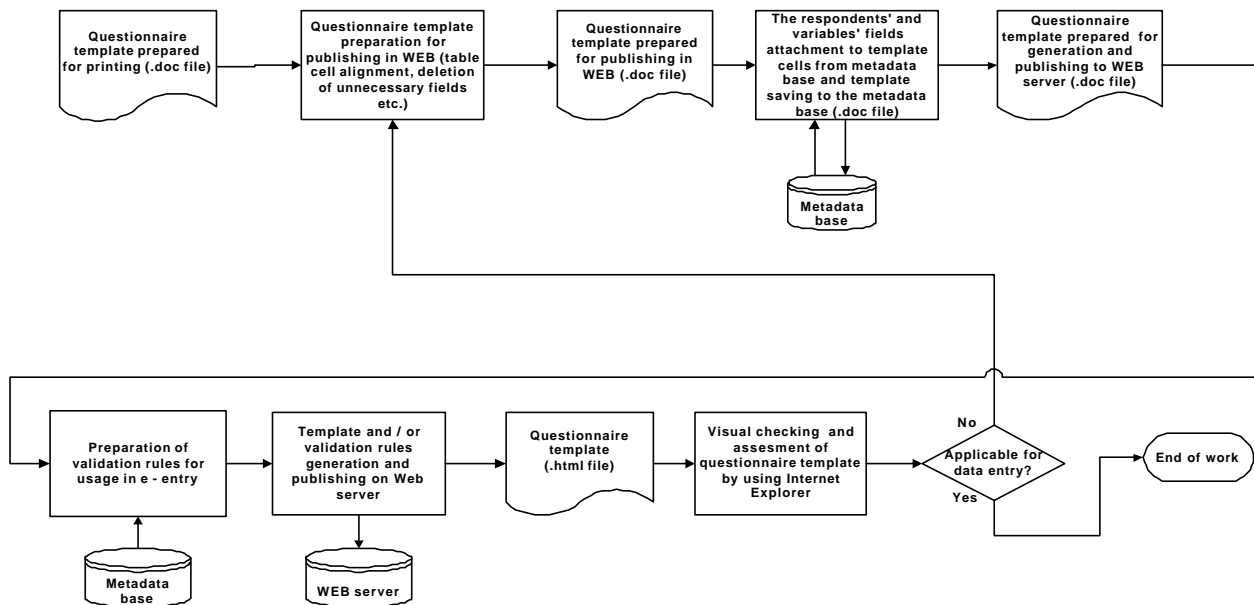 Questionnaire
template prepared
for printing (.doc file)
Questionnaire template
preparation for
publishing in WEB (table
cell alignment, deletion
of unnecessary fields
etc.)
Questionnaire
template prepared
for publishing in
WEB (.doc file)
The respondents' and
variables' fields
attachment to template
cells from metadata
base and template
saving to the metadata
base (.doc file)
Questionnaire
template prepared for
generation and
publishing to WEB
server (.doc file)
Metadata
base
Preparation of
validation rules for
usage in e - entry
Template and / or
validation rules
generation and
publishing on Web
server
Questionnaire
template
(.html file)
Visual checking and
assesment of
questionnaire template
by using Internet
Explorer
No
Applicable for
data entry?
Yes
End of work
Metadata
base
WEB server